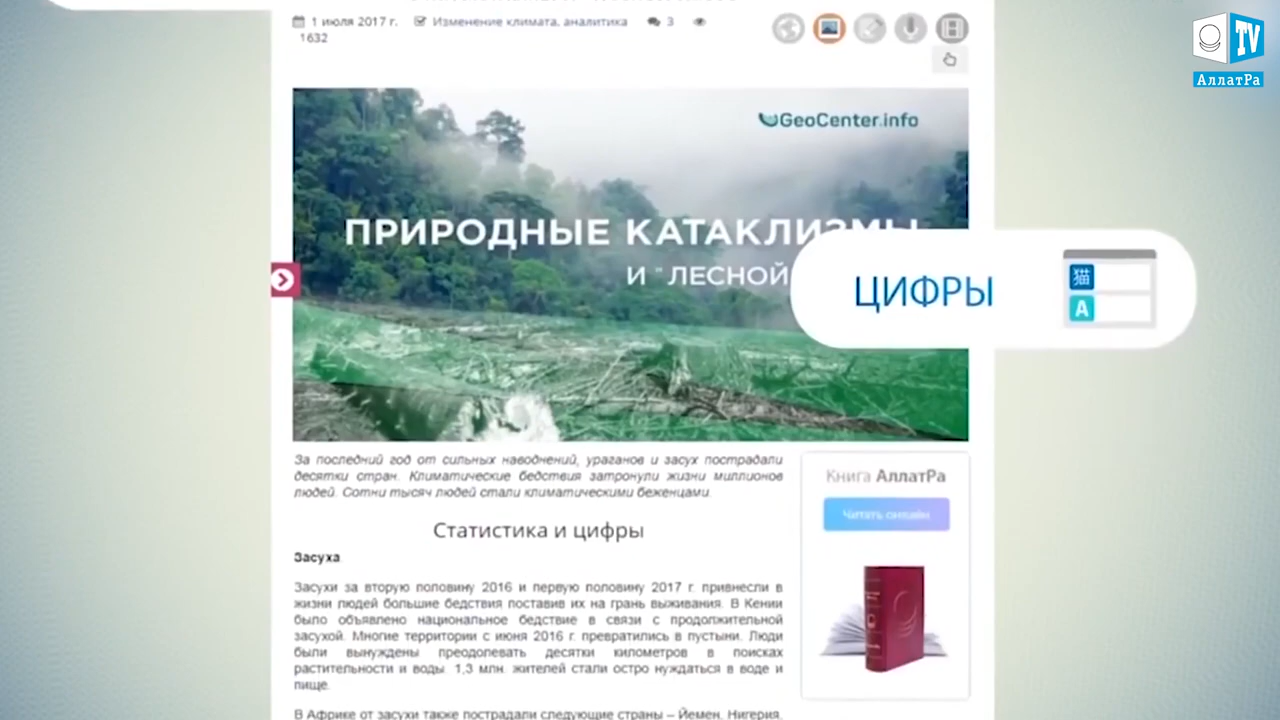 1 июля 2017 г. Изменение климата, аналитика 3
1632
TV
АллатРа
GeoCenter.info
ПРИРОДНЫЕ КАТАКЛИЗМЫ
И "ЛЕСНОЙ
ЦИФРЫ
猫
A
За последний год от сильных наводнений, ураганов и засух пострадали
десятки стран. Климатические бедствия затронули жизни миллионов
людей. Сотни тысяч людей стали климатическими беженцами.
Статистика и цифры
Засуха.
Засухи за вторую половину 2016 и первую половину 2017 г. привнесли в
жизни людей большие бедствия поставив их на грань выживания. В Кении
было объявлено национальное бедствие в связи с продолжительной
засухой. Многие территории с июня 2016 г. превратились в пустыни. Люди
были вынуждены преодолевать десятки километров в поисках
растительности и воды. 1,3 млн. жителей стали остро нуждаться в воде и
пище.
В Африке от засухи также пострадали следующие страны – Йемен, Нигерия,
Книга АллатРа
Читать онлайн